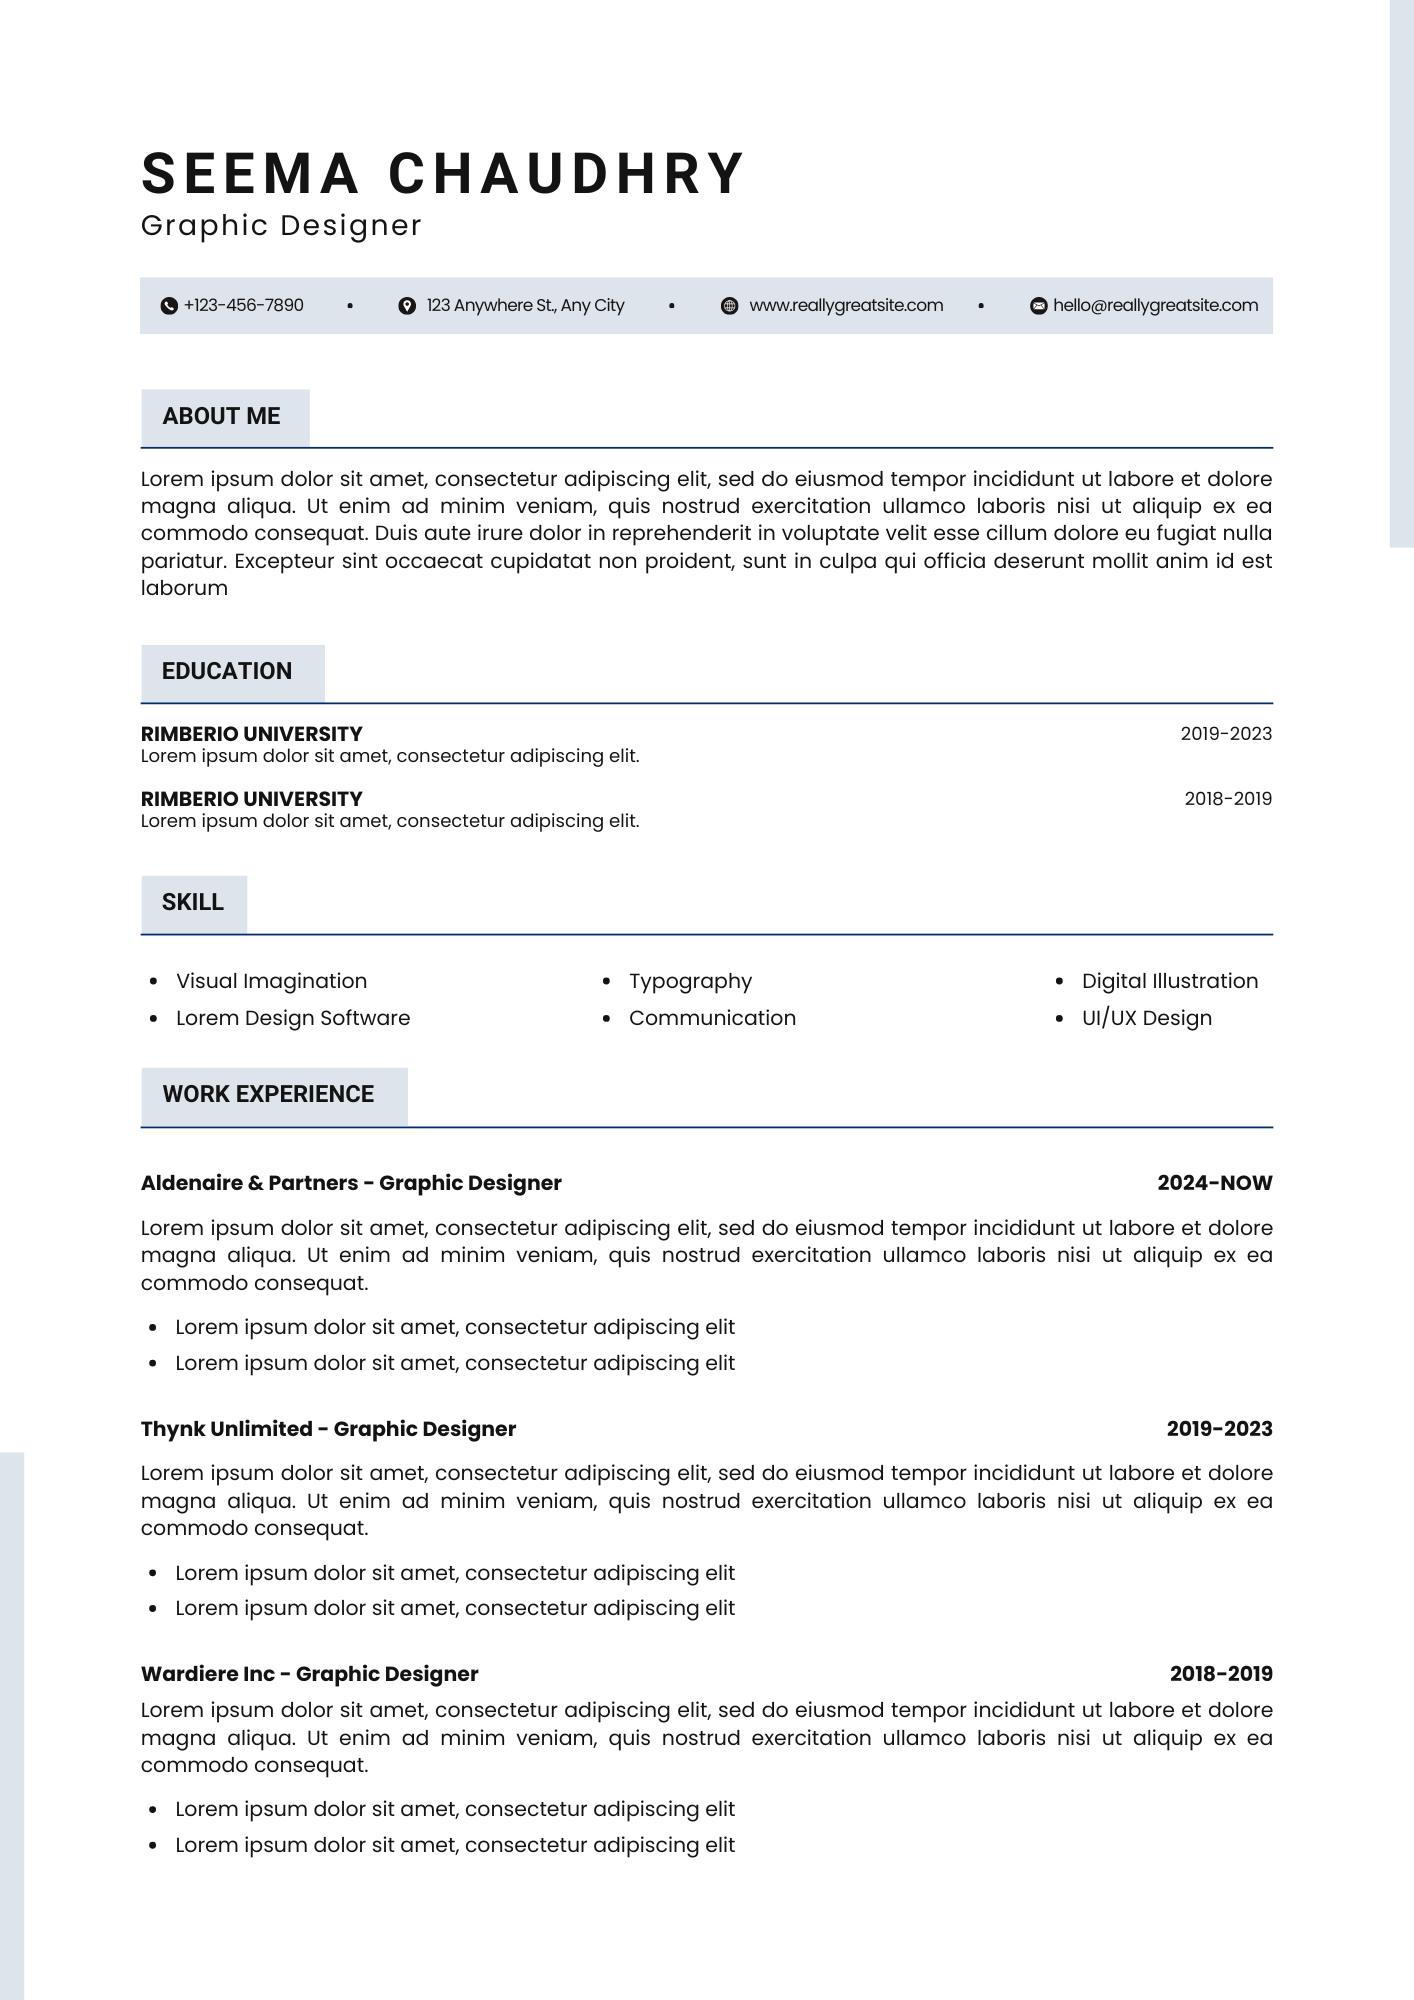 SEEMA CHAUDHRY
Graphic Designer
+123-456-7890 • 123 Anywhere St., Any City • www.reallygreatsite.com • hello@reallygreatsite.com
ABOUT ME
Lorem ipsum dolor sit amet, consectetur adipiscing elit, sed do eiusmod tempor incididunt ut labore et dolore
magna aliqua. Ut enim ad minim veniam, quis nostrud exercitation ullamco laboris nisi ut aliquip ex ea
commodo consequat. Duis aute irure dolor in reprehenderit in voluptate velit esse cillum dolore eu fugiat nulla
pariatur. Excepteur sint occaecat cupidatat non proident, sunt in culpa qui officia deserunt mollit anim id est
laborum
EDUCATION
RIMBERIO UNIVERSITY 2019-2023
Lorem ipsum dolor sit amet, consectetur adipiscing elit.
RIMBERIO UNIVERSITY 2018-2019
Lorem ipsum dolor sit amet, consectetur adipiscing elit.
SKILL
• Visual Imagination • Typography • Digital Illustration
• Lorem Design Software • Communication • UI/UX Design
WORK EXPERIENCE
Aldenaire & Partners - Graphic Designer 2024-NOW
Lorem ipsum dolor sit amet, consectetur adipiscing elit, sed do eiusmod tempor incididunt ut labore et dolore
magna aliqua. Ut enim ad minim veniam, quis nostrud exercitation ullamco laboris nisi ut aliquip ex ea
commodo consequat.
• Lorem ipsum dolor sit amet, consectetur adipiscing elit
• Lorem ipsum dolor sit amet, consectetur adipiscing elit
Thynk Unlimited - Graphic Designer 2019-2023
Lorem ipsum dolor sit amet, consectetur adipiscing elit, sed do eiusmod tempor incididunt ut labore et dolore
magna aliqua. Ut enim ad minim veniam, quis nostrud exercitation ullamco laboris nisi ut aliquip ex ea
commodo consequat.
• Lorem ipsum dolor sit amet, consectetur adipiscing elit
• Lorem ipsum dolor sit amet, consectetur adipiscing elit
Wardiere Inc - Graphic Designer 2018-2019
Lorem ipsum dolor sit amet, consectetur adipiscing elit, sed do eiusmod tempor incididunt ut labore et dolore
magna aliqua. Ut enim ad minim veniam, quis nostrud exercitation ullamco laboris nisi ut aliquip ex ea
commodo consequat.
• Lorem ipsum dolor sit amet, consectetur adipiscing elit
• Lorem ipsum dolor sit amet, consectetur adipiscing elit